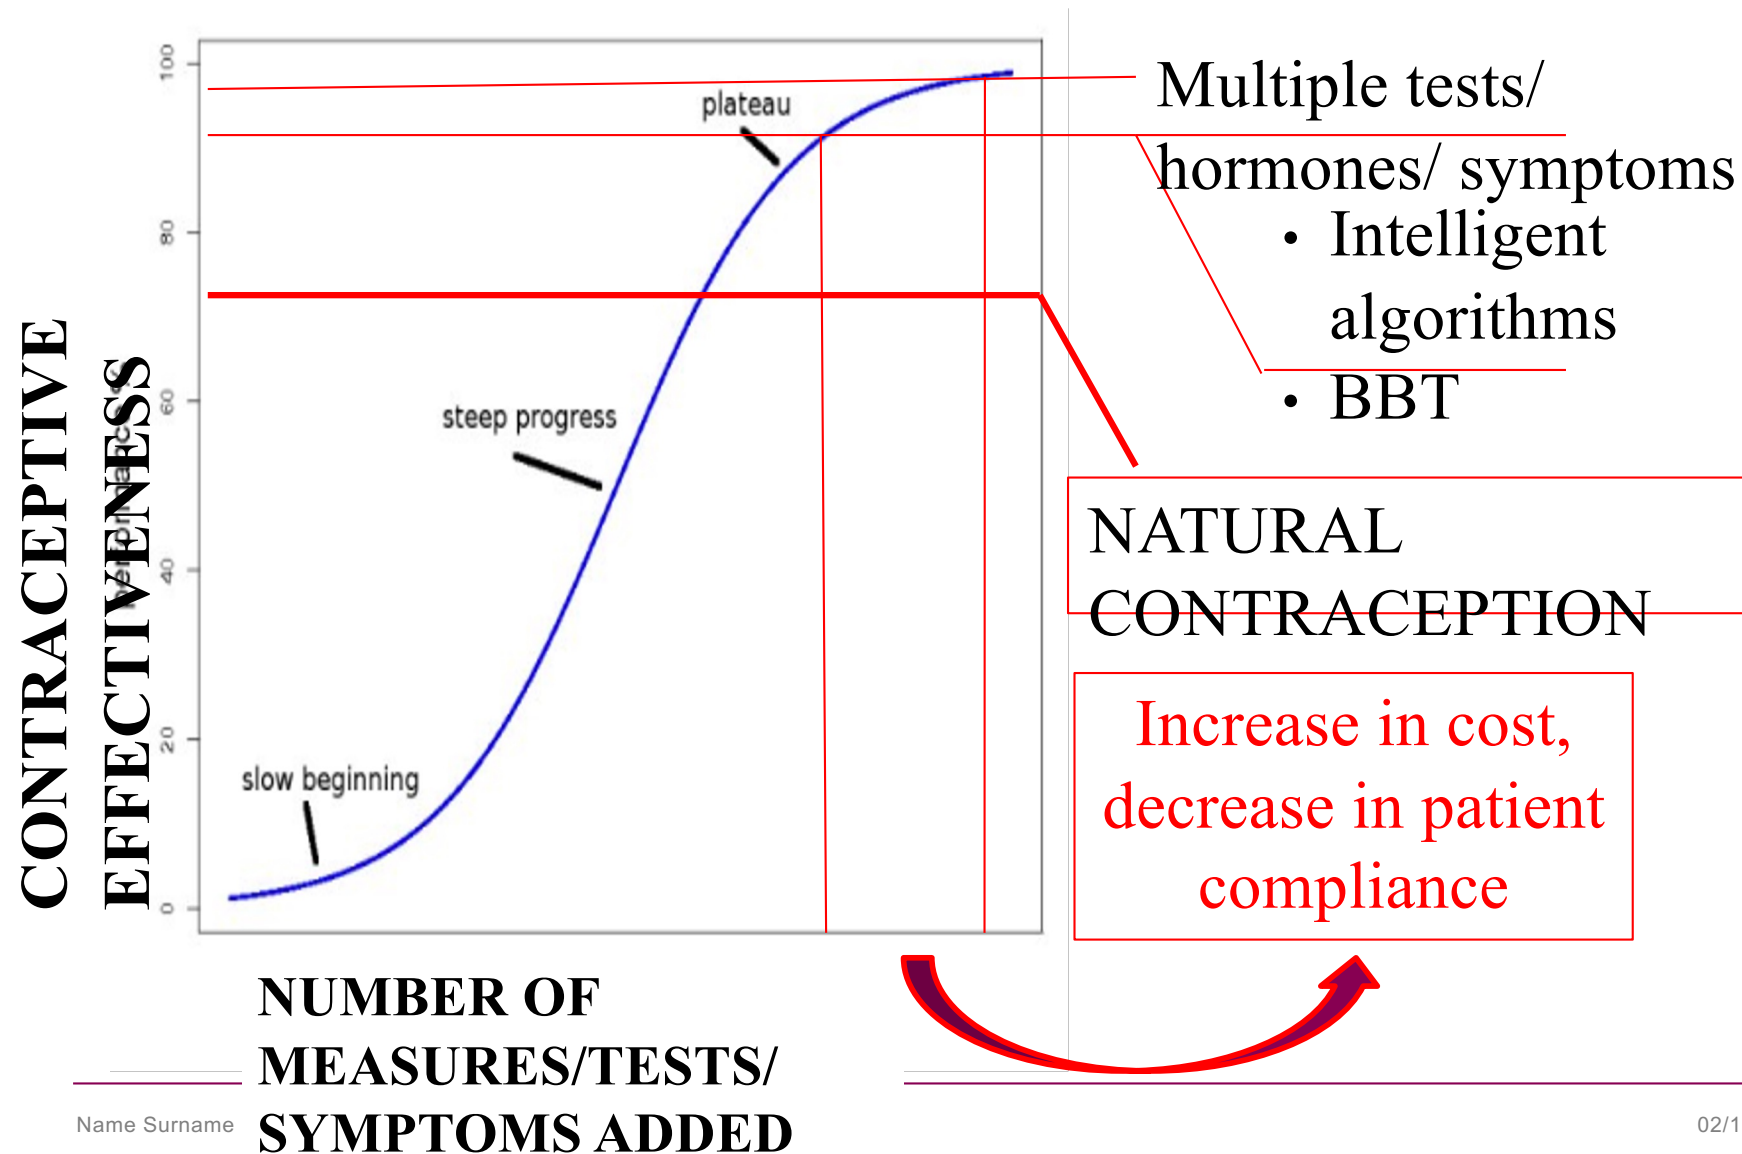 100
80
60
40
20
0
performance %
CONTRACEPTIVE
EFFECTIVENESS
plateau
steep progress
slow beginning
Multiple tests/
hormones/ symptoms
• Intelligent
algorithms
• BBT
NATURAL
CONTRACEPTION
Increase in cost,
decrease in patient
compliance
NUMBER OF
MEASURES/TESTS/
SYMPTOMS ADDED
Name Surname
02/1